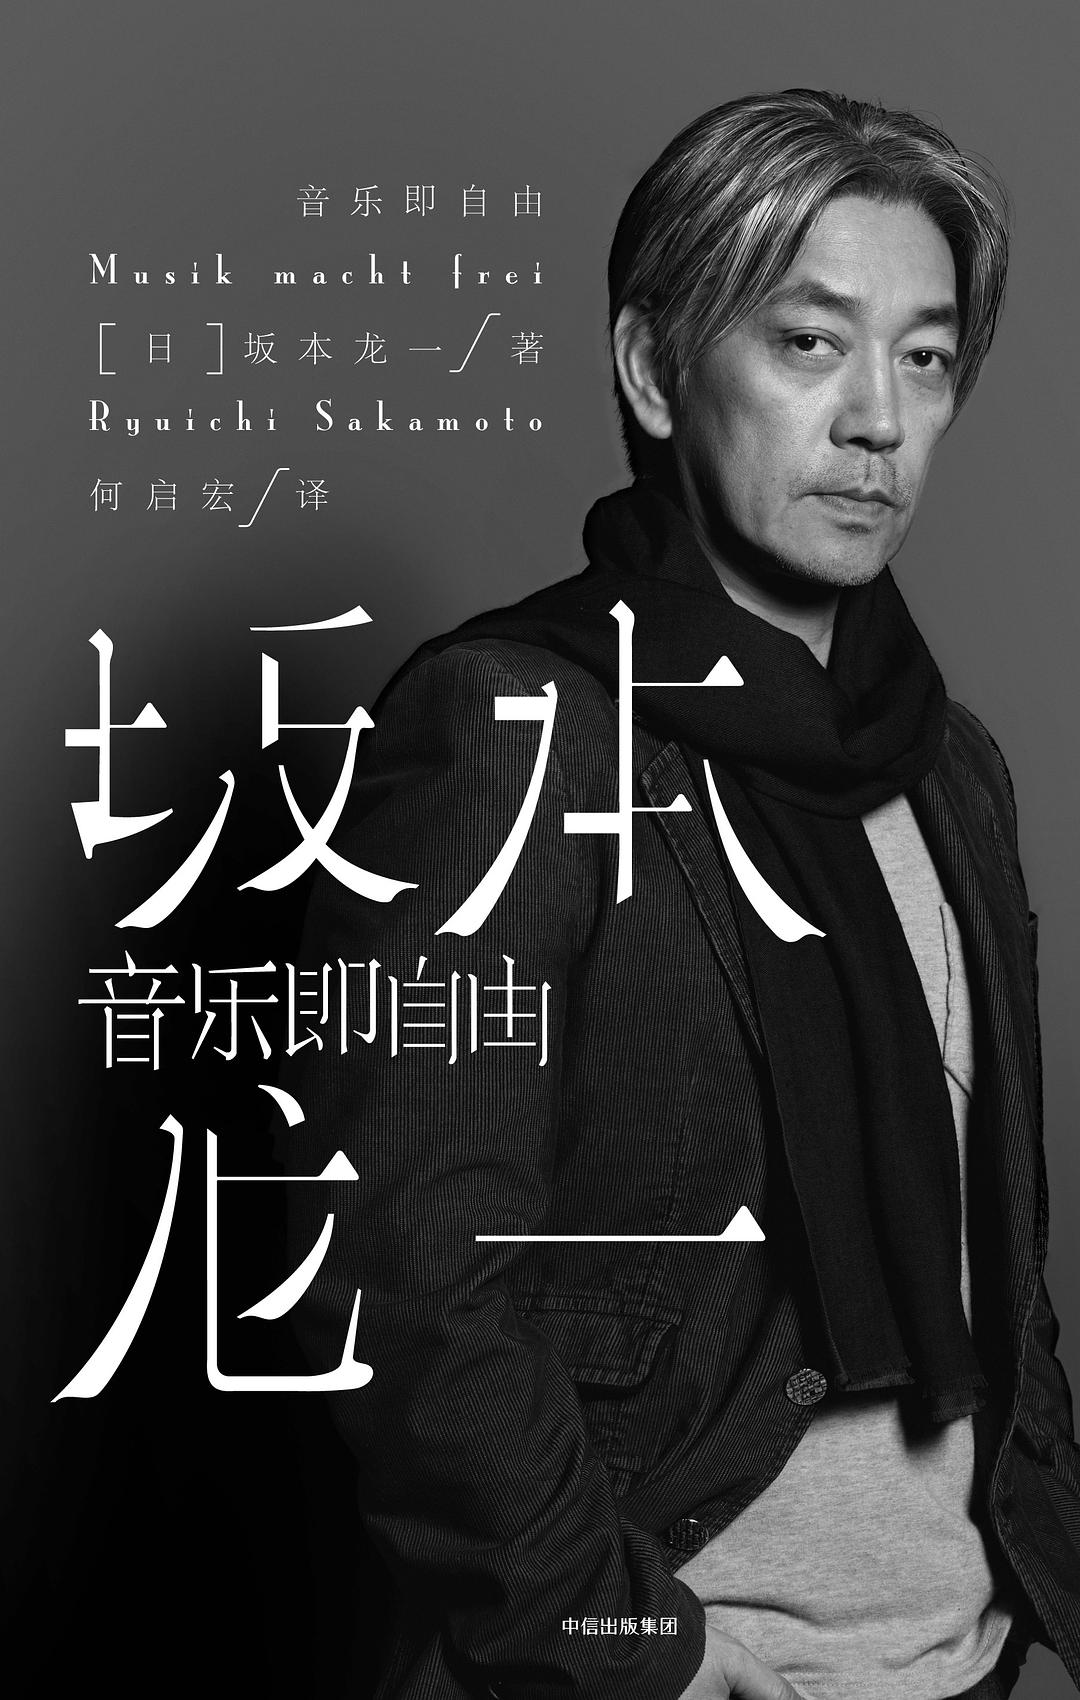 音乐即自由
Musik macht frei
[日]坂本龙一/著
Ryuichi Sakamoto
何启宏/译
坂本
音乐即自由
龙一
中信出版集团